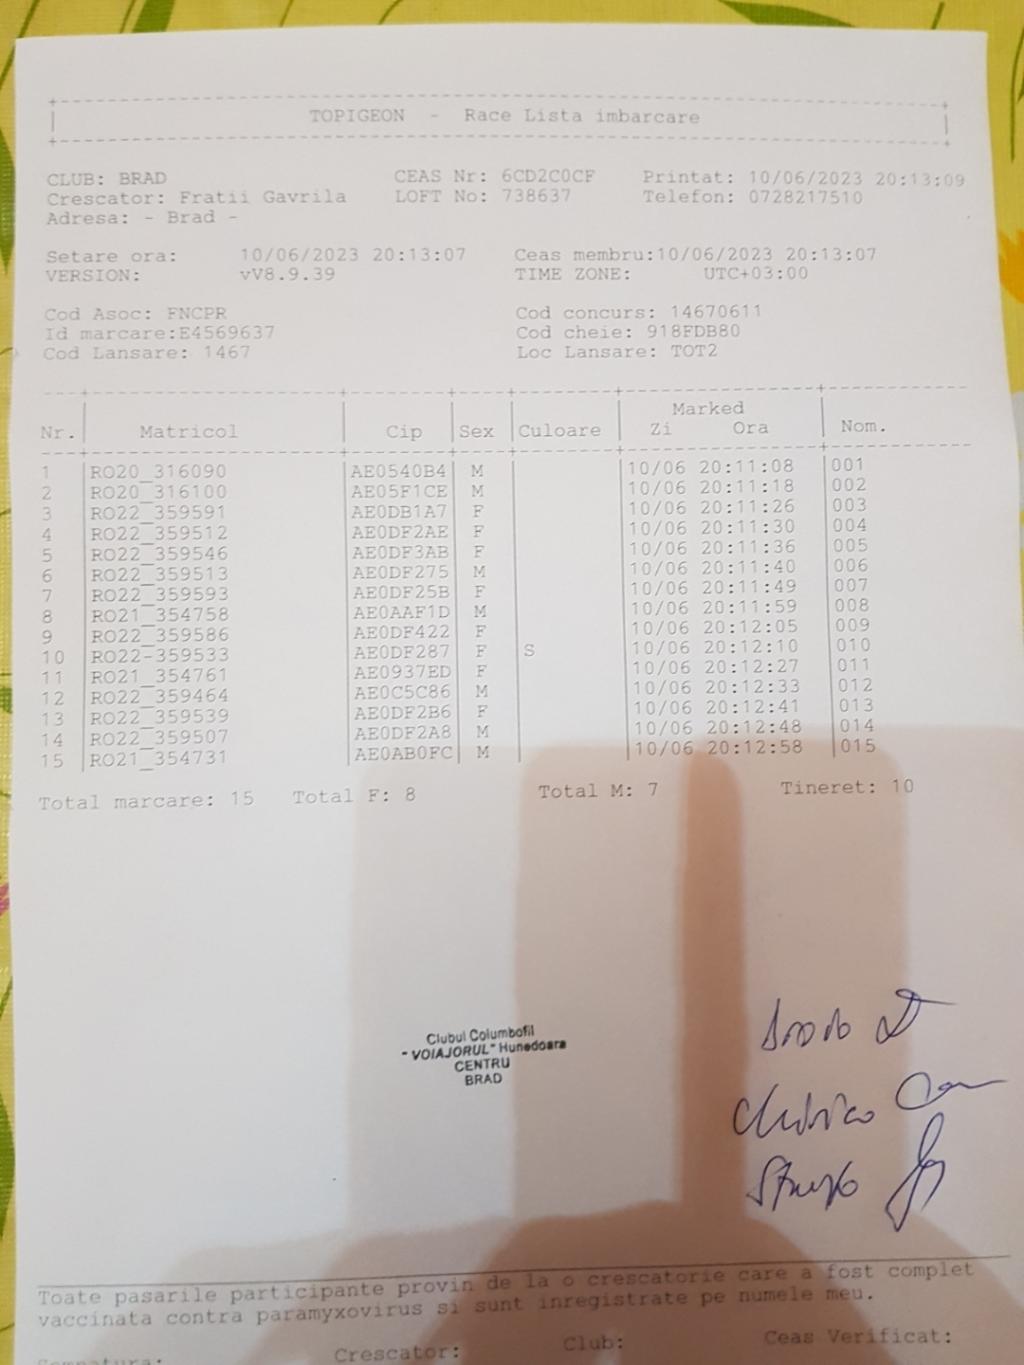 TOPIGEON - Race Lista imbarcare
CLUB: BRAD CEAS Nr: 6CD2C0CF Printat: 10/06/2023 20:13:09
Crescator: Fratii Gavrila LOFT No: 738637 Telefon: 0728217510
Adresa: - Brad -
Setare ora: 10/06/2023 20:13:07 Ceas membru:10/06/2023 20:13:07
VERSION: vV8.9.39 TIME ZONE: UTC+03:00
Cod Asoc: FNCPR Cod concurs: 14670611
Id marcare:E4569637 Cod cheie: 918FDB80
Cod Lansare: 1467 Loc Lansare: TOT2
Marked
Nr. Matricol Cip Sex Culoare Zi Ora Nom.
1 RO20_316090 AE0540B4 M 10/06 20:11:08 001
2 RO20_316100 AE05F1CE M 10/06 20:11:18 002
3 RO22_359591 AE0DB1A7 F 10/06 20:11:26 003
4 RO22_359512 AE0DF2AE F 10/06 20:11:30 004
5 RO22_359546 AE0DF3AB F 10/06 20:11:36 005
6 RO22_359513 AE0DF275 M 10/06 20:11:40 006
7 RO22_359593 AE0DF25B F 10/06 20:11:49 007
8 RO21_354758 AE0AAF1D M 10/06 20:11:59 008
9 RO22_359586 AE0DF422 F 10/06 20:12:05 009
10 RO22-359533 AE0DF287 F S 10/06 20:12:10 010
11 RO21_354761 AE0937ED F 10/06 20:12:27 011
12 RO22_359464 AE0C5C86 M 10/06 20:12:33 012
13 RO22_359539 AE0DF2B6 F 10/06 20:12:41 013
14 RO22_359507 AE0DF2A8 M 10/06 20:12:48 014
15 RO21_354731 AE0AB0FC M 10/06 20:12:58 015
Total marcare: 15 Total F: 8 Total M: 7 Tineret: 10
Clubul Columbofil
"VOIAJORUL" Hunedoara
CENTRU
BRAD
Toate pasarile participante provin de la o crescatorie care a fost complet
vaccinata contra paramyxovirus si sunt inregistrate pe numele meu.
Crescator: Club: Ceas Verificat: